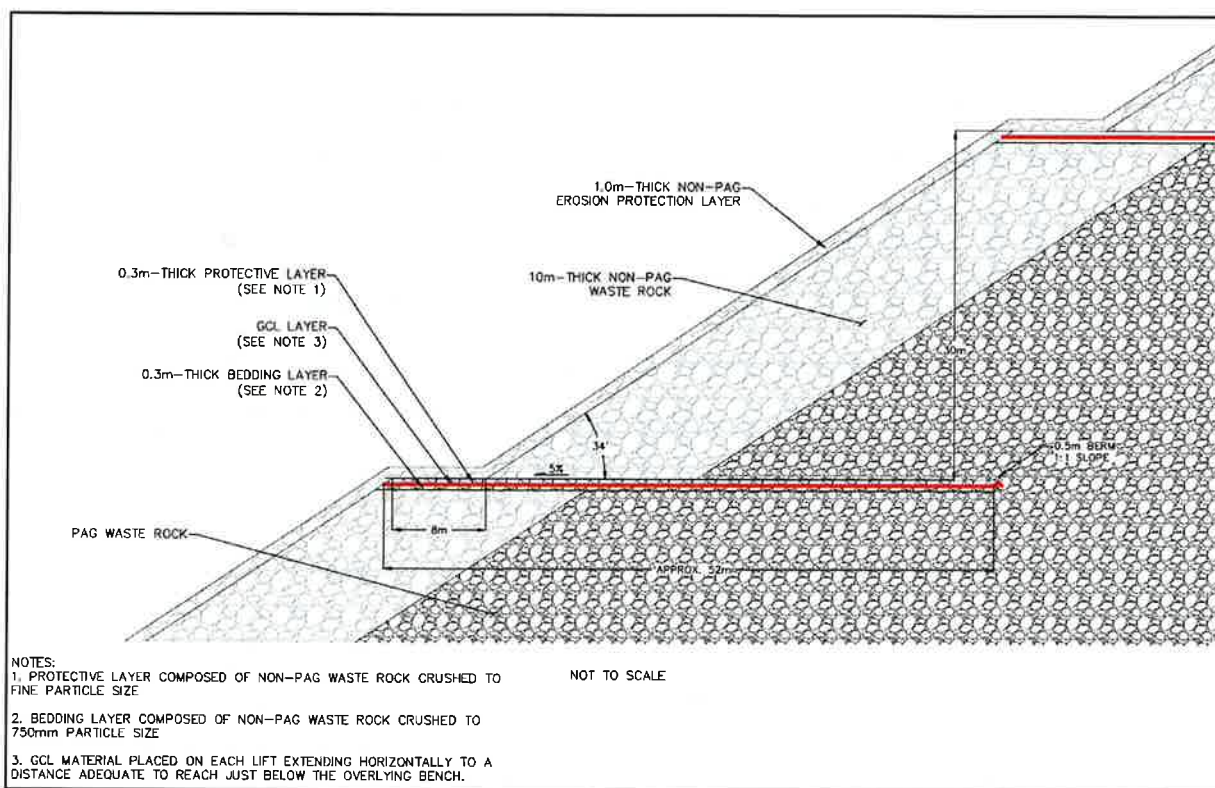 1.0m-THICK NON-PAG
EROSION PROTECTION LAYER
10m-THICK NON-PAG
WASTE ROCK
0.3m-THICK PROTECTIVE LAYER
(SEE NOTE 1)
GCL LAYER
(SEE NOTE 3)
0.3m-THICK BEDDING LAYER
(SEE NOTE 2)
30m
34°
5%
0.5m BERM
1:1 SLOPE
8m
PAG WASTE ROCK
APPROX. 52m
NOTES:
1. PROTECTIVE LAYER COMPOSED OF NON-PAG WASTE ROCK CRUSHED TO
FINE PARTICLE SIZE
NOT TO SCALE
2. BEDDING LAYER COMPOSED OF NON-PAG WASTE ROCK CRUSHED TO
750mm PARTICLE SIZE
3. GCL MATERIAL PLACED ON EACH LIFT EXTENDING HORIZONTALLY TO A
DISTANCE ADEQUATE TO REACH JUST BELOW THE OVERLYING BENCH.